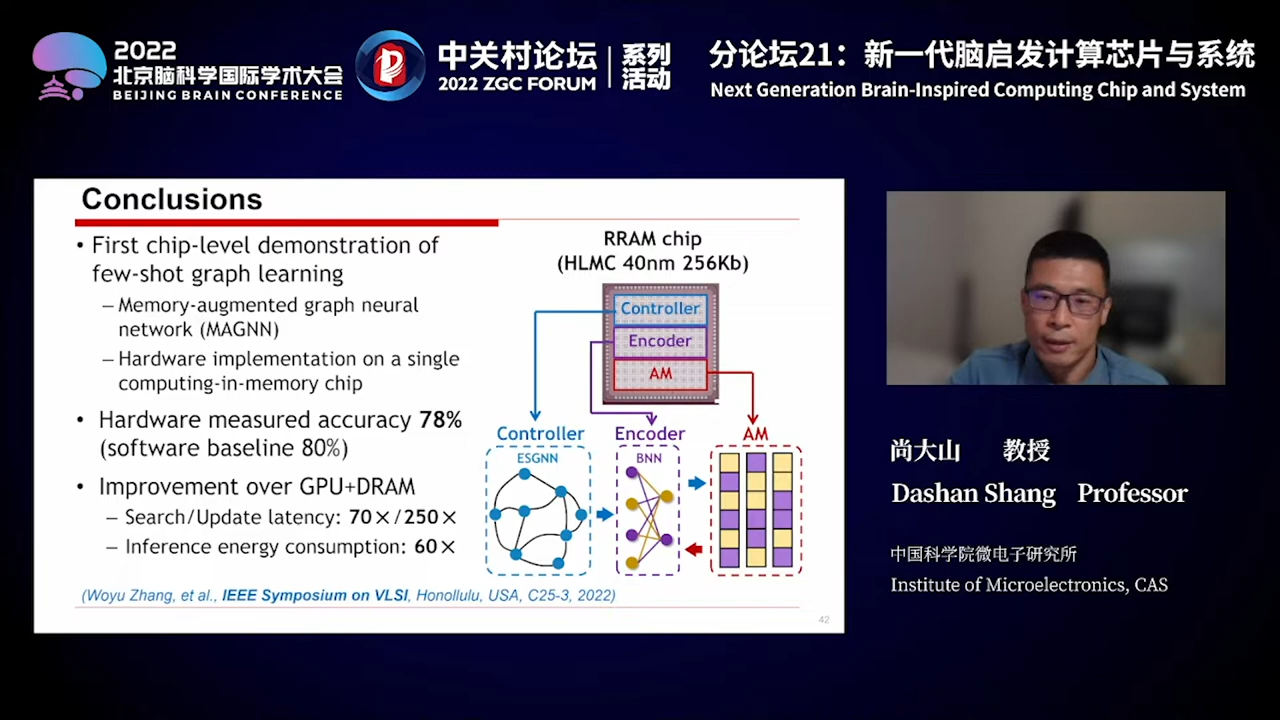 2022
北京脑科学国际学术大会
BEIJING BRAIN CONFERENCE
中关村论坛
2022 ZGC FORUM
系列
活动
分论坛21：新一代脑启发计算芯片与系统
Next Generation Brain-Inspired Computing Chip and System
Conclusions
• First chip-level demonstration of
few-shot graph learning
– Memory-augmented graph neural
network (MAGNN)
– Hardware implementation on a single
computing-in-memory chip
• Hardware measured accuracy 78%
(software baseline 80%)
• Improvement over GPU+DRAM
– Search/Update latency: 70×/250×
– Inference energy consumption: 60×
(Woyu Zhang, et al., IEEE Symposium on VLSI, Honollulu, USA, C25-3, 2022)
RRAM chip
(HLMC 40nm 256Kb)
Controller
Encoder
AM
Controller
Encoder
AM
ESGNN
BNN
42
尚大山 教授
Dashan Shang Professor
中国科学院微电子研究所
Institute of Microelectronics, CAS